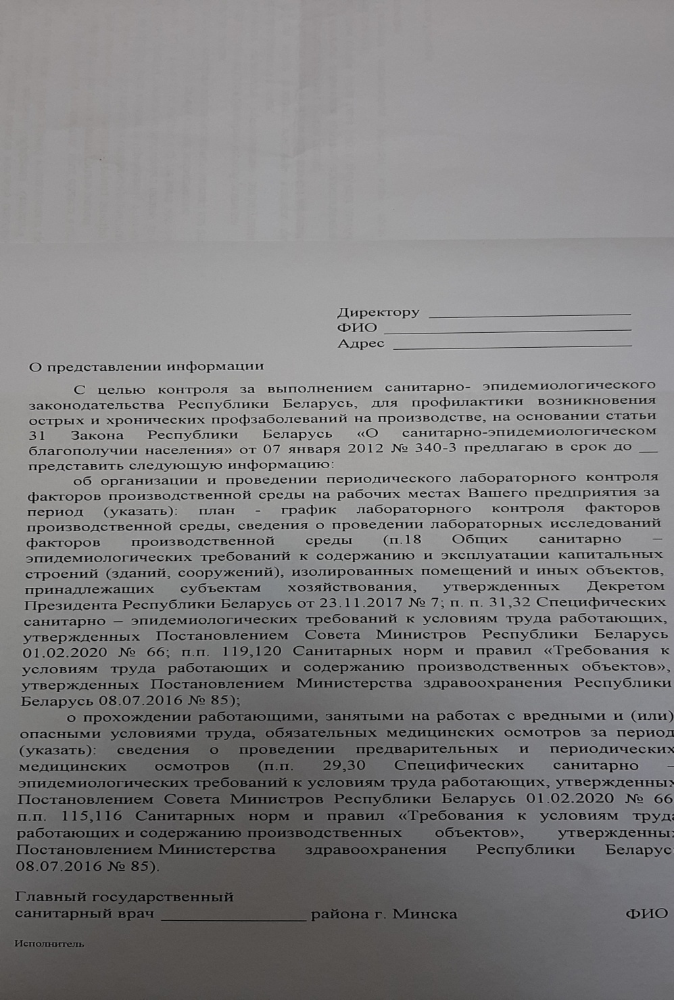 Директору ____________________
ФИО ____________________
Адрес ____________________
О представлении информации
С целью контроля за выполнением санитарно- эпидемиологического
законодательства Республики Беларусь, для профилактики возникновения
острых и хронических профзаболеваний на производстве, на основании статьи
31 Закона Республики Беларусь «О санитарно-эпидемиологическом
благополучии населения» от 07 января 2012 № 340-З предлагаю в срок до __
представить следующую информацию:
об организации и проведении периодического лабораторного контроля
факторов производственной среды на рабочих местах Вашего предприятия за
период (указать): план - график лабораторного контроля факторов
производственной среды, сведения о проведении лабораторных исследований
факторов производственной среды (п.18 Общих санитарно –
эпидемиологических требований к содержанию и эксплуатации капитальных
строений (зданий, сооружений), изолированных помещений и иных объектов,
принадлежащих субъектам хозяйствования, утвержденных Декретом
Президента Республики Беларусь от 23.11.2017 № 7; п. п. 31,32 Специфических
санитарно – эпидемиологических требований к условиям труда работающих,
утвержденных Постановлением Совета Министров Республики Беларусь
01.02.2020 № 66; п.п. 119,120 Санитарных норм и правил «Требования к
условиям труда работающих и содержанию производственных объектов»,
утвержденных Постановлением Министерства здравоохранения Республики
Беларусь 08.07.2016 № 85);
о прохождении работающими, занятыми на работах с вредными и (или)
опасными условиями труда, обязательных медицинских осмотров за период
(указать): сведения о проведении предварительных и периодических
медицинских осмотров (п.п. 29,30 Специфических санитарно –
эпидемиологических требований к условиям труда работающих, утвержденных
Постановлением Совета Министров Республики Беларусь 01.02.2020 № 66
п.п. 115,116 Санитарных норм и правил «Требования к условиям труда
работающих и содержанию производственных объектов», утвержденных
Постановлением Министерства здравоохранения Республики Беларус
08.07.2016 № 85).
Главный государственный
санитарный врач ____________________ района г. Минска ФИО
Исполнитель